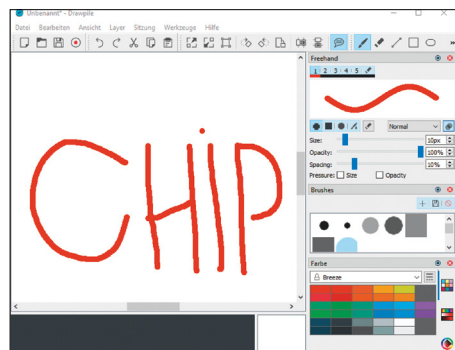 Unbenannt* - Drawpile
Datei Bearbeiten Ansicht Layer Sitzung Werkzeuge Hilfe
Freehand
1 2 3 4 5
Normal
Size: 10px
Opacity: 100%
Spacing: 10%
Pressure: Size Opacity
CHiP
Brushes
Farbe
Breeze